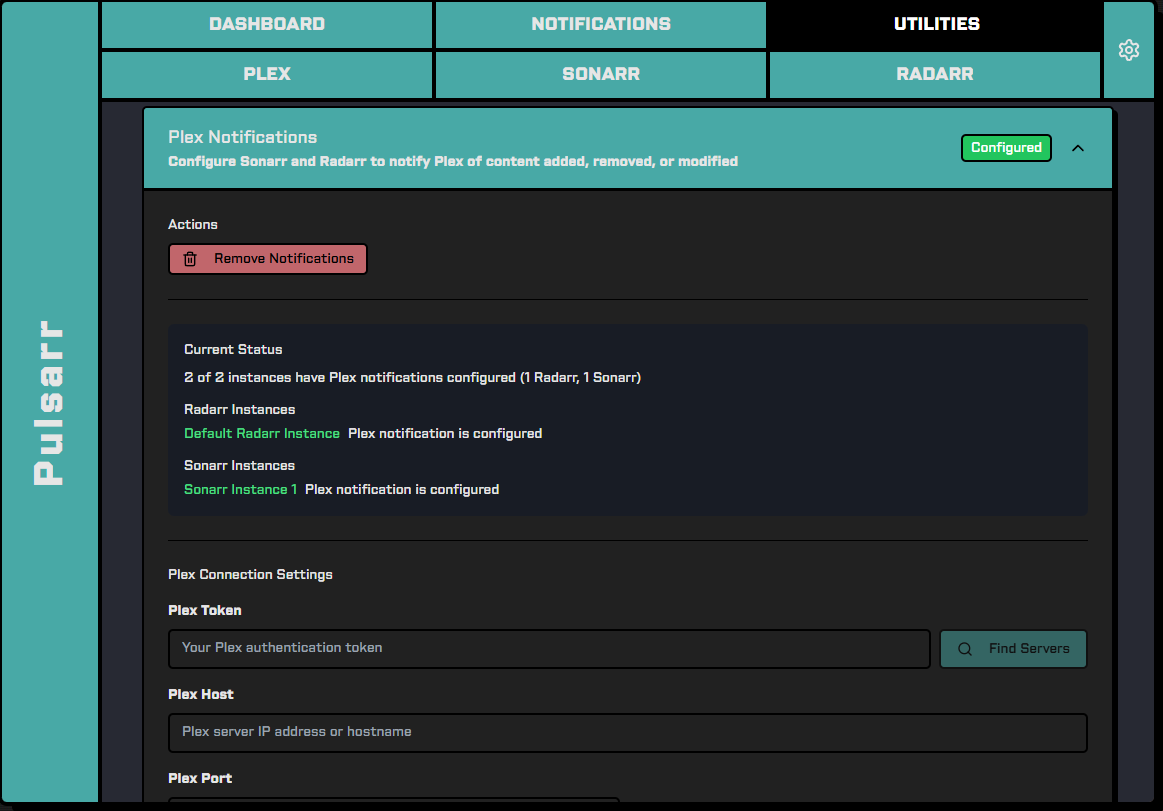 Pulsarr
DASHBOARD
NOTIFICATIONS
UTILITIES
PLEX
SONARR
RADARR
Plex Notifications
Configure Sonarr and Radarr to notify Plex of content added, removed, or modified
Configured
Actions
Remove Notifications
Current Status
2 of 2 instances have Plex notifications configured (1 Radarr, 1 Sonarr)
Radarr Instances
Default Radarr Instance Plex notification is configured
Sonarr Instances
Sonarr Instance 1 Plex notification is configured
Plex Connection Settings
Plex Token
Your Plex authentication token
Find Servers
Plex Host
Plex server IP address or hostname
Plex Port